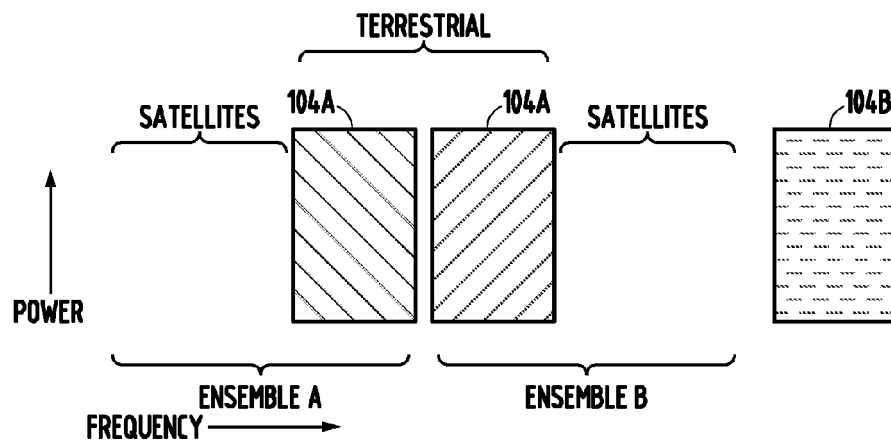 TERRESTRIAL
104A 104A 104B
SATELLITES SATELLITES
POWER
ENSEMBLE A ENSEMBLE B
FREQUENCY